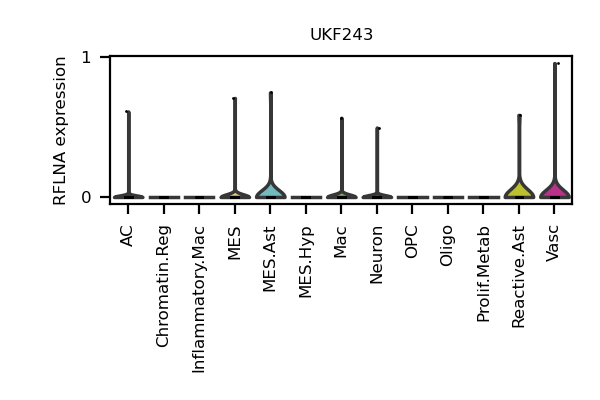 UKF243
RFLNA expression
1
0
AC
Chromatin.Reg
Inflammatory.Mac
MES
MES.Ast
MES.Hyp
Mac
Neuron
OPC
Oligo
Prolif.Metab
Reactive.Ast
Vasc